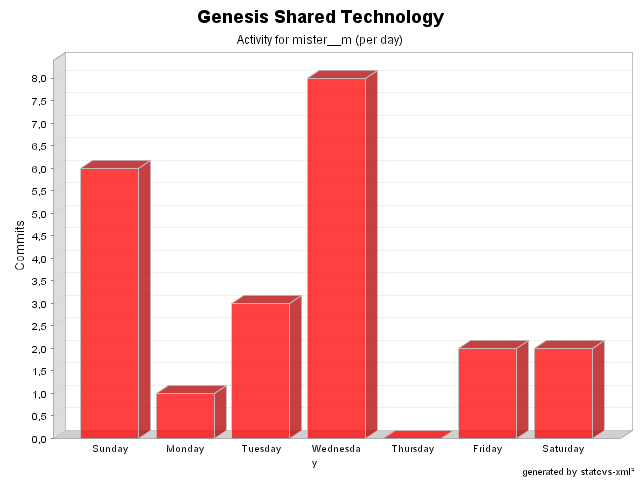 Genesis Shared Technology
Activity for mister__m (per day)
8,0
7,5
7,0
6,5
6,0
5,5
5,0
4,5
4,0
3,5
3,0
2,5
2,0
1,5
1,0
0,5
0,0
Commits
Sunday Monday Tuesday Wednesda Thursday Friday Saturday
y
generated by statcvs-xml²